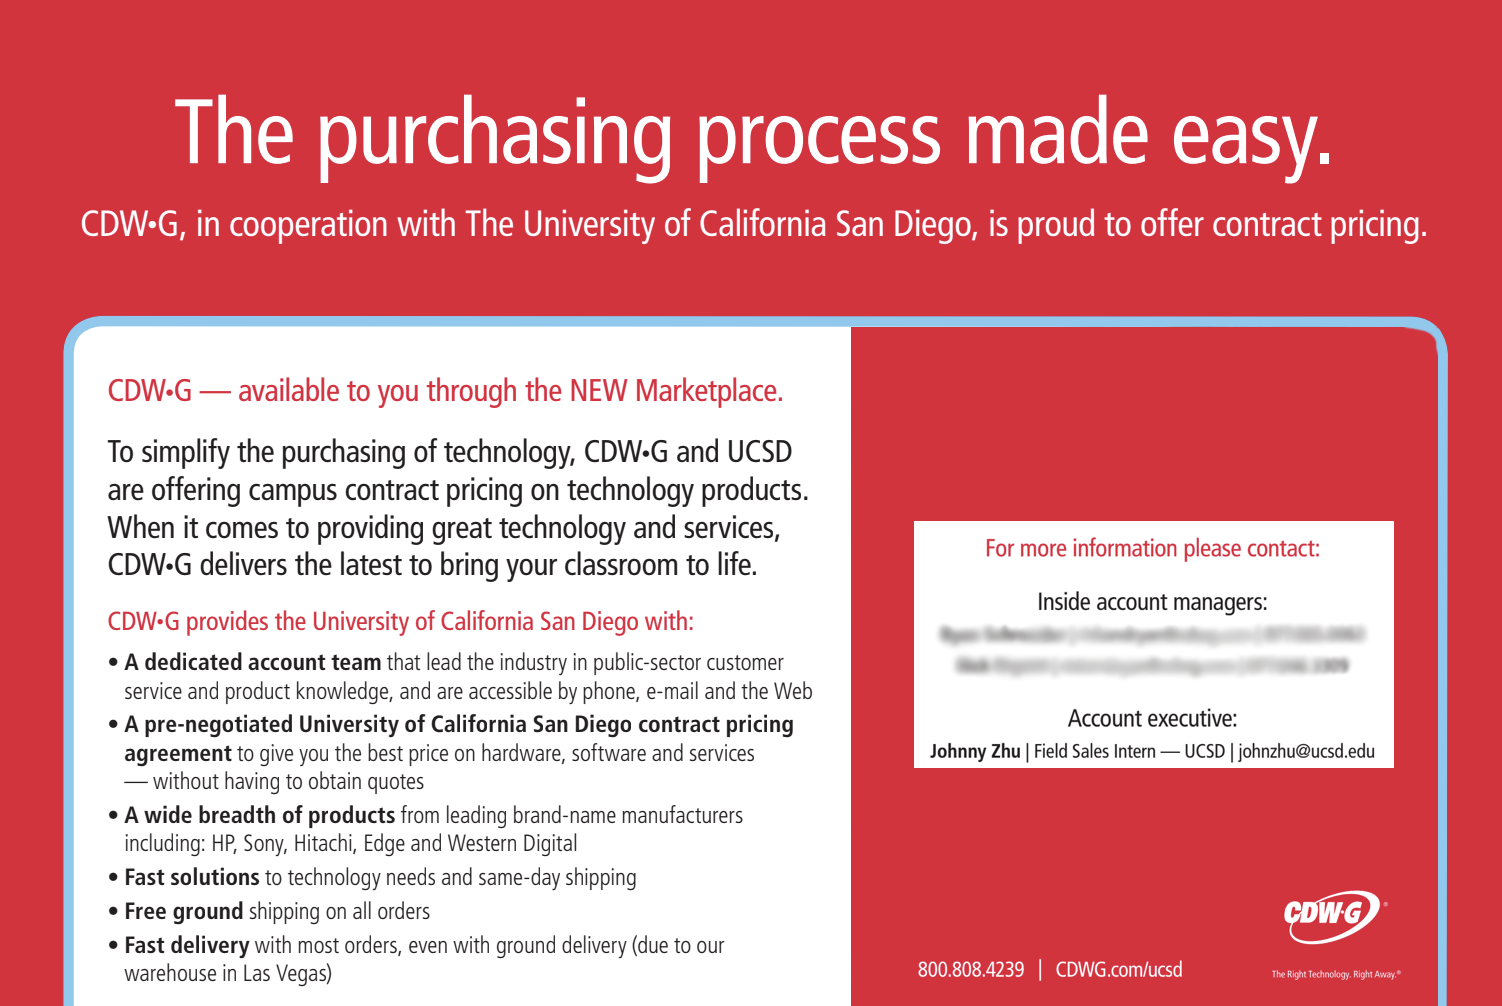 The purchasing process made easy.
CDW•G, in cooperation with The University of California San Diego, is proud to offer contract pricing.
CDW•G — available to you through the NEW Marketplace.
To simplify the purchasing of technology, CDW•G and UCSD
are offering campus contract pricing on technology products.
When it comes to providing great technology and services,
CDW•G delivers the latest to bring your classroom to life.
CDW•G provides the University of California San Diego with:
• A dedicated account team that lead the industry in public-sector customer
service and product knowledge, and are accessible by phone, e-mail and the Web
• A pre-negotiated University of California San Diego contract pricing
agreement to give you the best price on hardware, software and services
— without having to obtain quotes
• A wide breadth of products from leading brand-name manufacturers
including: HP, Sony, Hitachi, Edge and Western Digital
• Fast solutions to technology needs and same-day shipping
• Free ground shipping on all orders
• Fast delivery with most orders, even with ground delivery (due to our
warehouse in Las Vegas)
For more information please contact:
Inside account managers:
Account executive:
Johnny Zhu | Field Sales Intern — UCSD | johnzhu@ucsd.edu
CDW•G®
800.808.4239 | CDWG.com/ucsd
The Right Technology. Right Away.®